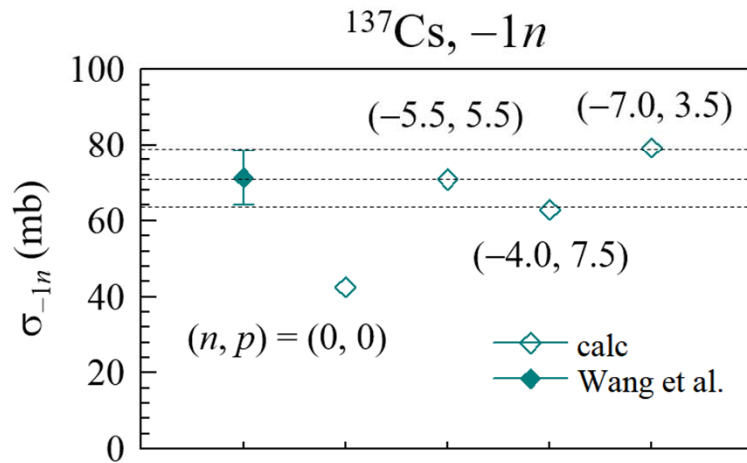 ¹³⁷Cs, −1n
100
(−5.5, 5.5)
(−7.0, 3.5)
80
60
(−4.0, 7.5)
40
(n, p) = (0, 0)
calc
20
Wang et al.
0
σ₋₁ₙ (mb)